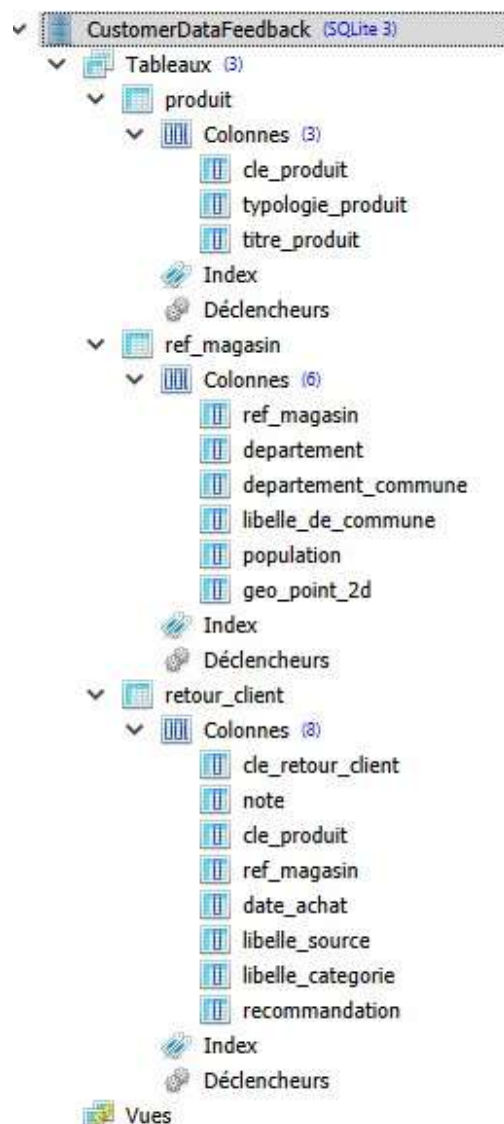 CustomerDataFeedback (SQLite 3)
Tableaux (3)
produit
Colonnes (3)
cle_produit
typologie_produit
titre_produit
Index
Déclencheurs
ref_magasin
Colonnes (6)
ref_magasin
departement
departement_commune
libelle_de_commune
population
geo_point_2d
Index
Déclencheurs
retour_client
Colonnes (8)
cle_retour_client
note
cle_produit
ref_magasin
date_achat
libelle_source
libelle_categorie
recommandation
Index
Déclencheurs
Vues